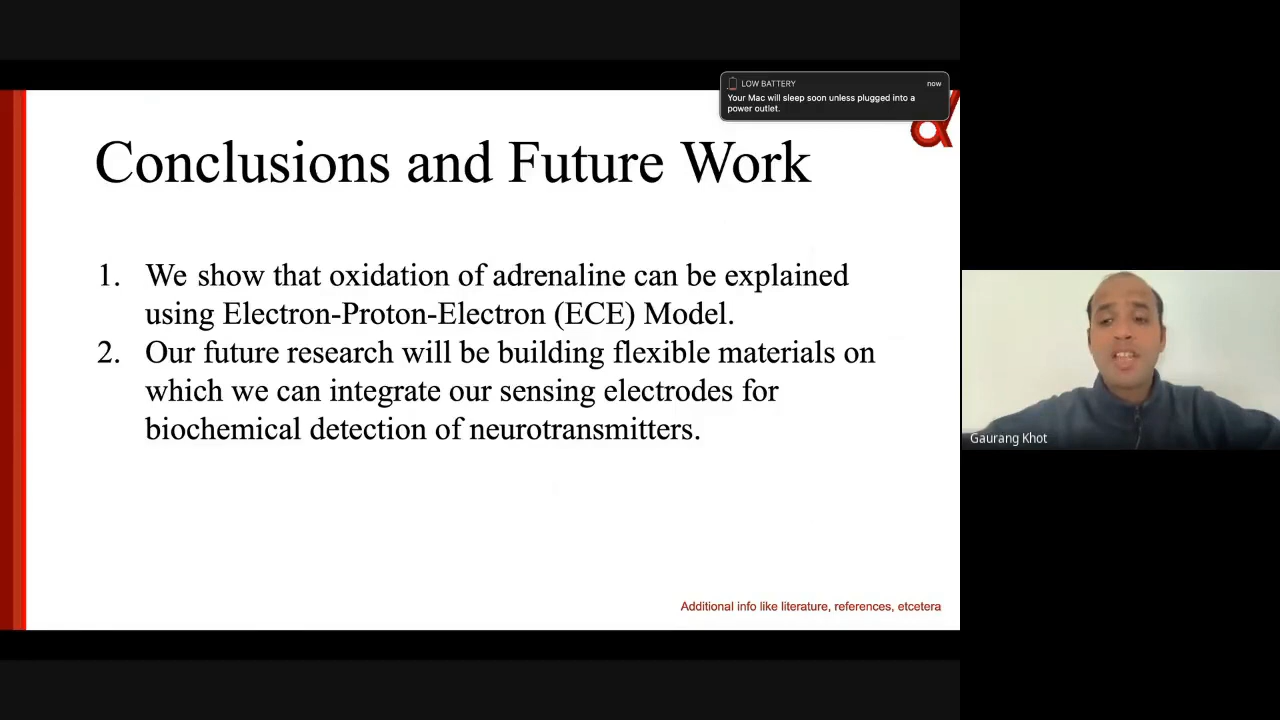 LOW BATTERY
now
Your Mac will sleep soon unless plugged into a
power outlet.
Conclusions and Future Work
1. We show that oxidation of adrenaline can be explained
using Electron-Proton-Electron (ECE) Model.
2. Our future research will be building flexible materials on
which we can integrate our sensing electrodes for
biochemical detection of neurotransmitters.
Gaurang Khot
Additional info like literature, references, etcetera